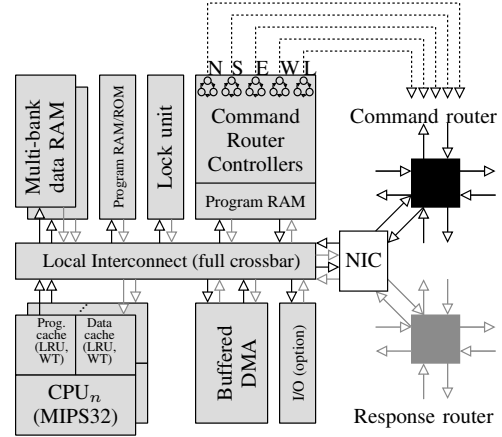 N S E W L
Command router
Multi-bank
data RAM
Program RAM/ROM
Lock unit
Command
Router
Controllers
Program RAM
Local Interconnect (full crossbar)
NIC
Prog.
cache
(LRU,
WT)
Data
cache
(LRU,
WT)
CPUn
(MIPS32)
Buffered
DMA
I/O (option)
Response router